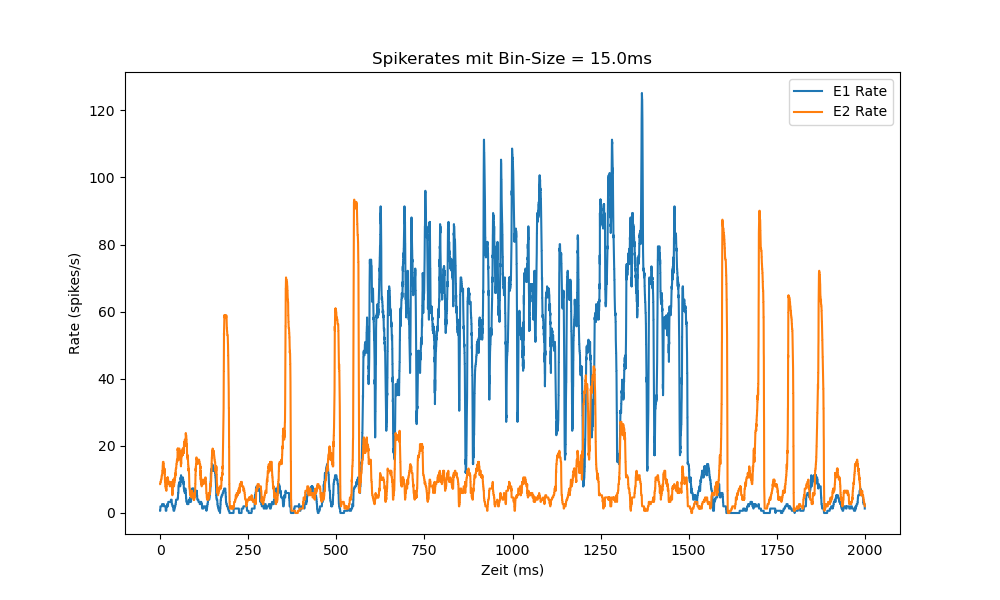 Spikerates mit Bin-Size = 15.0ms
E1 Rate
E2 Rate
Rate (spikes/s)
120
100
80
60
40
20
0
0 250 500 750 1000 1250 1500 1750 2000
Zeit (ms)